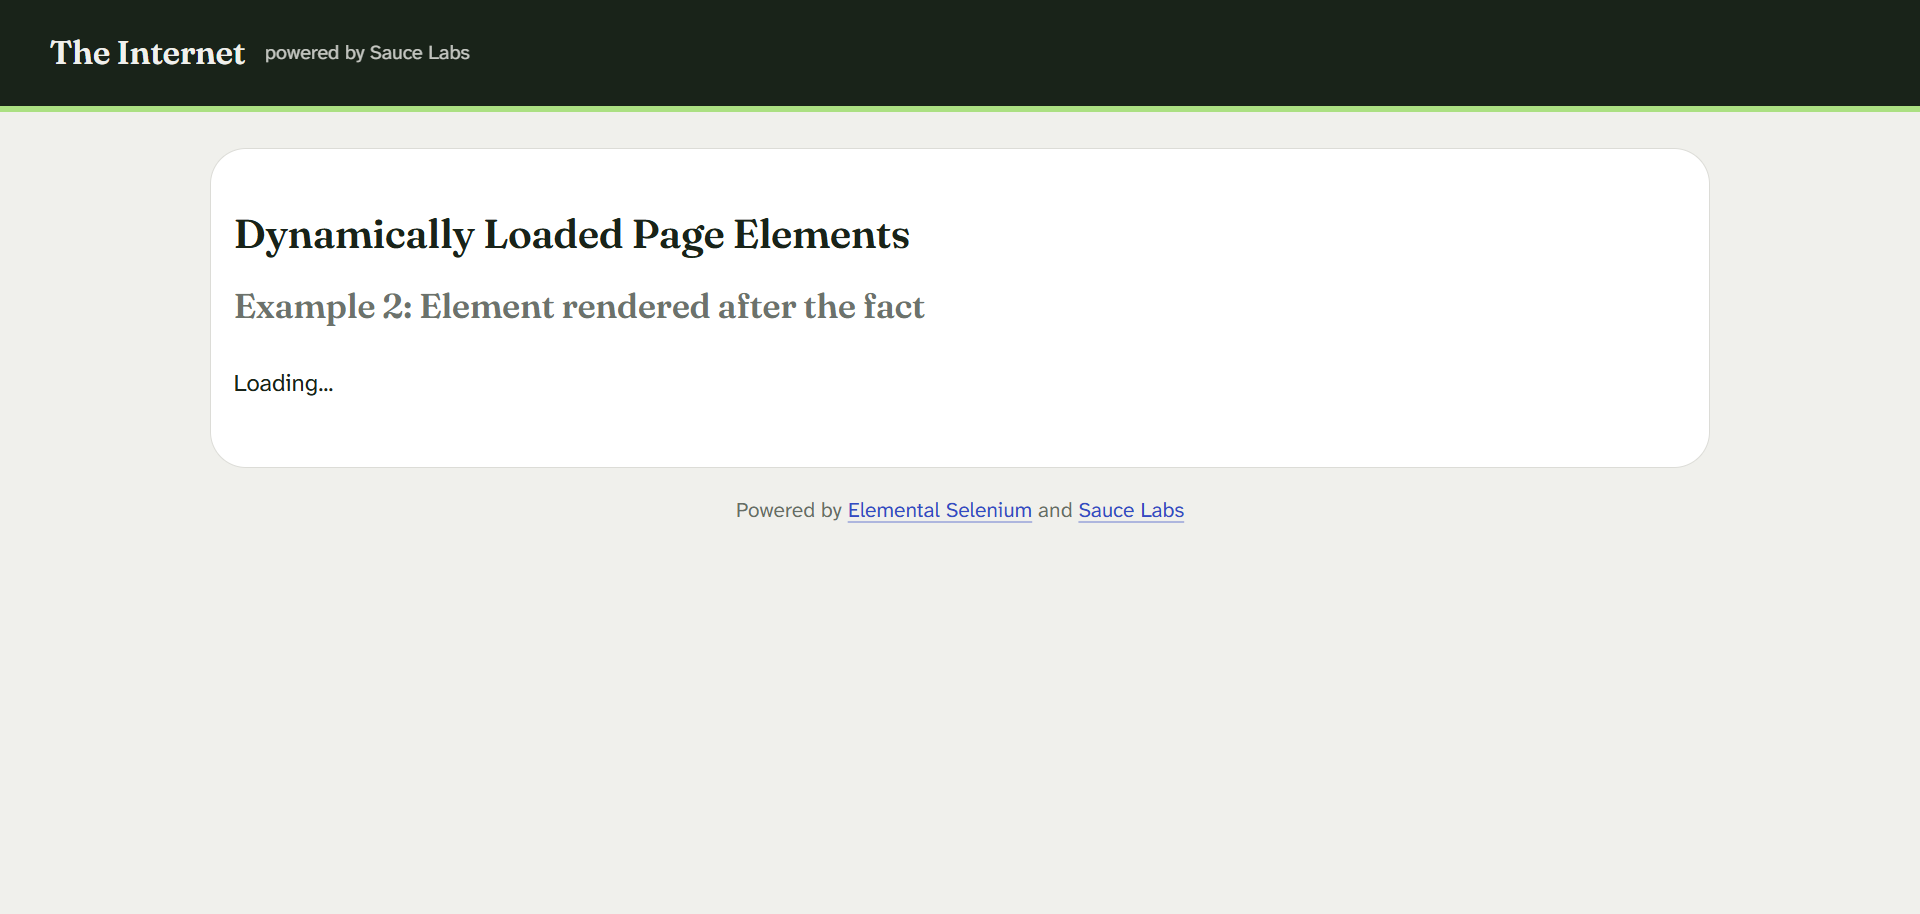 The Internet powered by Sauce Labs
Dynamically Loaded Page Elements
Example 2: Element rendered after the fact
Loading...
Powered by Elemental Selenium and Sauce Labs